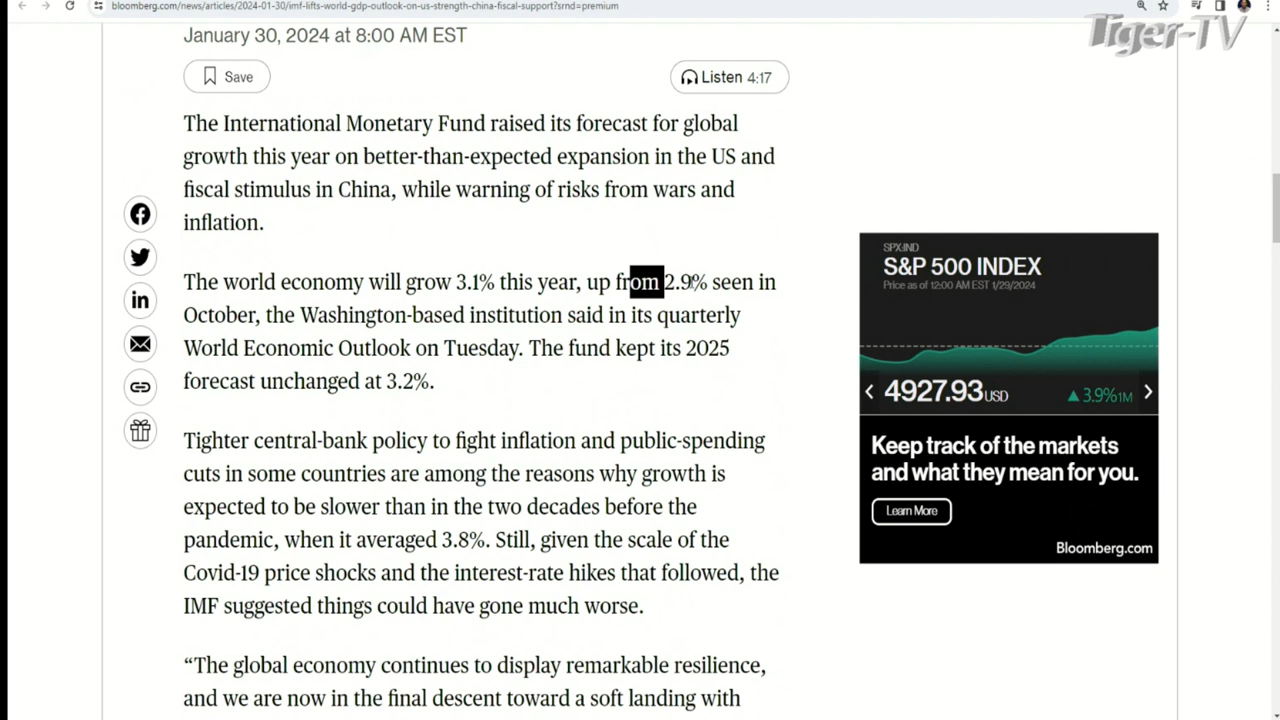 bloomberg.com/news/articles/2024-01-30/imf-lifts-world-gdp-outlook-on-us-strength-china-fiscal-support?srnd=premium
Tiger-TV
January 30, 2024 at 8:00 AM EST
Save
Listen 4:17
The International Monetary Fund raised its forecast for global
growth this year on better-than-expected expansion in the US and
fiscal stimulus in China, while warning of risks from wars and
inflation.
The world economy will grow 3.1% this year, up from 2.9% seen in
October, the Washington-based institution said in its quarterly
World Economic Outlook on Tuesday. The fund kept its 2025
forecast unchanged at 3.2%.
Tighter central-bank policy to fight inflation and public-spending
cuts in some countries are among the reasons why growth is
expected to be slower than in the two decades before the
pandemic, when it averaged 3.8%. Still, given the scale of the
Covid-19 price shocks and the interest-rate hikes that followed, the
IMF suggested things could have gone much worse.
“The global economy continues to display remarkable resilience,
and we are now in the final descent toward a soft landing with
SPX:IND
S&P 500 INDEX
Price as of 12:00 AM EST 1/29/2024
4927.93 USD
▲3.9% 1M
Keep track of the markets
and what they mean for you.
Learn More
Bloomberg.com